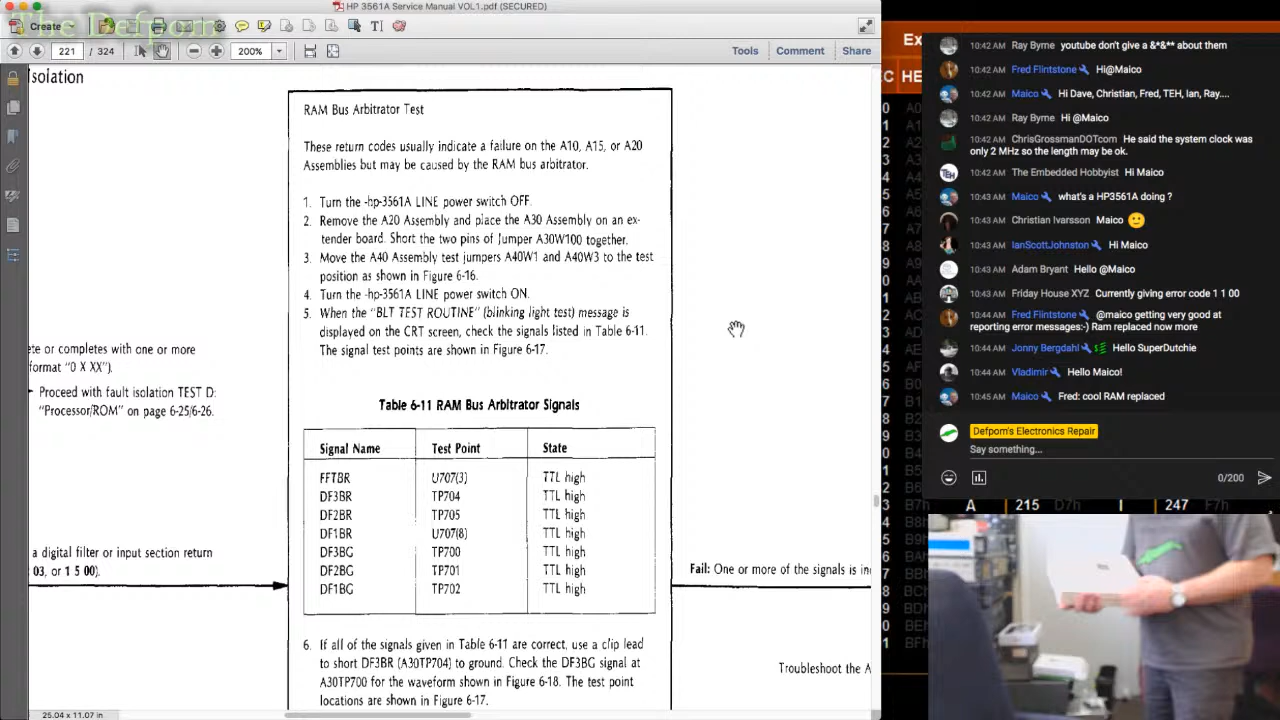 HP 3561A Service Manual VOL1.pdf (SECURED)
The Defpom
Create
221 / 324
200%
Tools
Comment
Share
solation
RAM Bus Arbitrator Test
These return codes usually indicate a failure on the A10, A15, or A20
Assemblies but may be caused by the RAM bus arbitrator.
1. Turn the -hp-3561A LINE power switch OFF.
2. Remove the A20 Assembly and place the A30 Assembly on an ex-
tender board. Short the two pins of Jumper A30W100 together.
3. Move the A40 Assembly test jumpers A40W1 and A40W3 to the test
position as shown in Figure 6-16.
4. Turn the -hp-3561A LINE power switch ON.
5. When the "BLT TEST ROUTINE" (blinking light test) message is
displayed on the CRT screen, check the signals listed in Table 6-11.
The signal test points are shown in Figure 6-17.
ete or completes with one or more
format "0 X XX").
Proceed with fault isolation TEST D:
"Processor/ROM" on page 6-25/6-26.
Table 6-11 RAM Bus Arbitrator Signals
Signal Name Test Point State
FFTBR U707(3) TTL high
DF3BR TP704 TTL high
DF2BR TP705 TTL high
DF1BR U707(8) TTL high
DF3BG TP700 TTL high
DF2BG TP701 TTL high
DF1BG TP702 TTL high
a digital filter or input section return
03, or 1 5 00).
Fail: One or more of the signals is in
6. If all of the signals given in Table 6-11 are correct, use a clip lead
to short DF3BR (A30TP704) to ground. Check the DF3BG signal at
A30TP700 for the waveform shown in Figure 6-18. The test point
locations are shown in Figure 6-17.
Troubleshoot the A
25.04 x 11.07 in
Ex
C HE
10:42 AM Ray Byrne youtube don't give a &*&** about them
10:42 AM Fred Flintstone Hi@Maico
10:42 AM Maico Hi Dave, Christian, Fred, TEH, Ian, Ray....
10:42 AM Ray Byrne Hi @Maico
10:42 AM ChrisGrossmanDOTcom He said the system clock was
only 2 MHz so the length may be ok.
TEH 10:42 AM The Embedded Hobbyist Hi Maico
10:43 AM Maico what's a HP3561A doing ?
10:43 AM Christian Ivarsson Maico 🙂
10:43 AM IanScottJohnston Hi Maico
10:43 AM Adam Bryant Hello @Maico
10:43 AM Friday House XYZ Currently giving error code 1 1 00
10:44 AM Fred Flintstone @maico getting very good at
reporting error messages:-) Ram replaced now more
10:44 AM Jonny Bergdahl Hello SuperDutchie
10:44 AM Vladimir Hello Maico!
10:45 AM Maico Fred: cool RAM replaced
Defpom's Electronics Repair
Say something...
0/200
A 215 D7h I 247 F7h